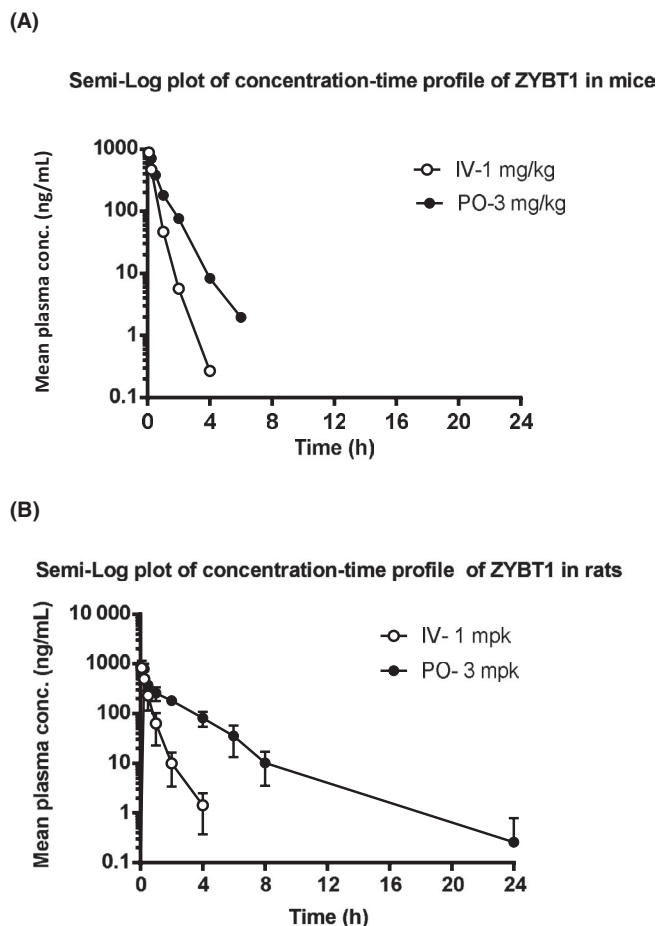 (A)
Semi-Log plot of concentration-time profile of ZYBT1 in mice
Mean plasma conc. (ng/mL)
1000
100
10
1
0.1
IV-1 mg/kg
PO-3 mg/kg
0 4 8 12 16 20 24
Time (h)
(B)
Semi-Log plot of concentration-time profile of ZYBT1 in rats
Mean plasma conc. (ng/mL)
10 000
1000
100
10
1
0.1
IV- 1 mpk
PO- 3 mpk
0 4 8 12 16 20 24
Time (h)